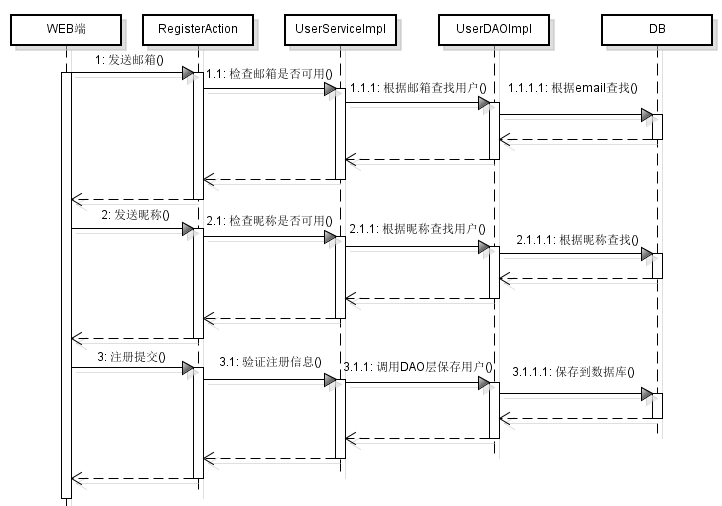 WEB端
RegisterAction
UserServiceImpl
UserDAOImpl
DB
1: 发送邮箱()
1.1: 检查邮箱是否可用()
1.1.1: 根据邮箱查找用户()
1.1.1.1: 根据email查找()
2: 发送昵称()
2.1: 检查昵称是否可用()
2.1.1: 根据昵称查找用户()
2.1.1.1: 根据昵称查找()
3: 注册提交()
3.1: 验证注册信息()
3.1.1: 调用DAO层保存用户()
3.1.1.1: 保存到数据库()